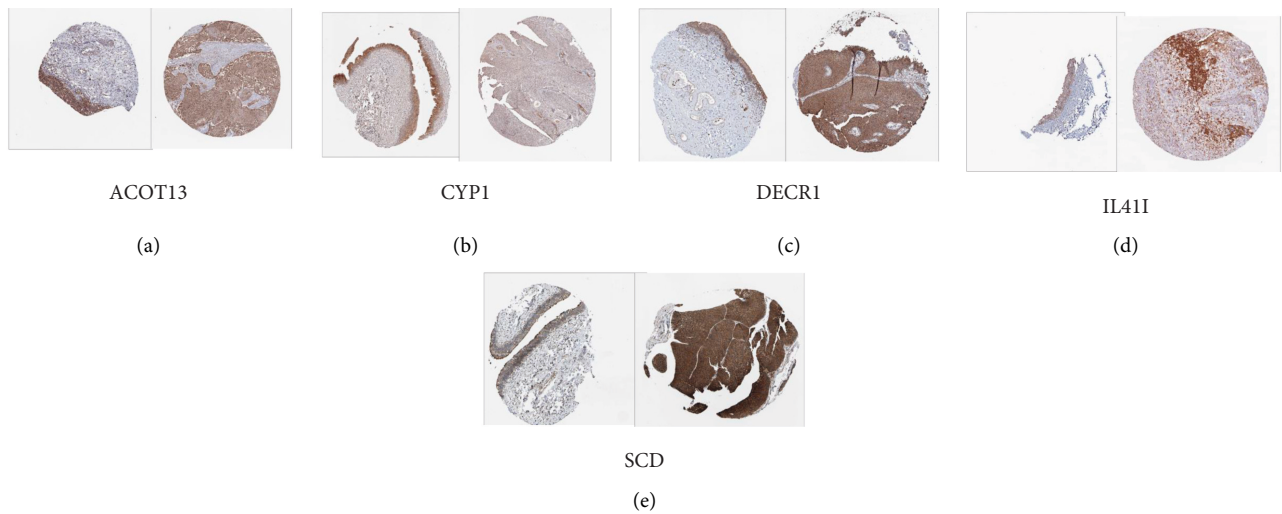 ACOT13
(a)
CYP1
(b)
DECR1
(c)
IL41I
(d)
SCD
(e)